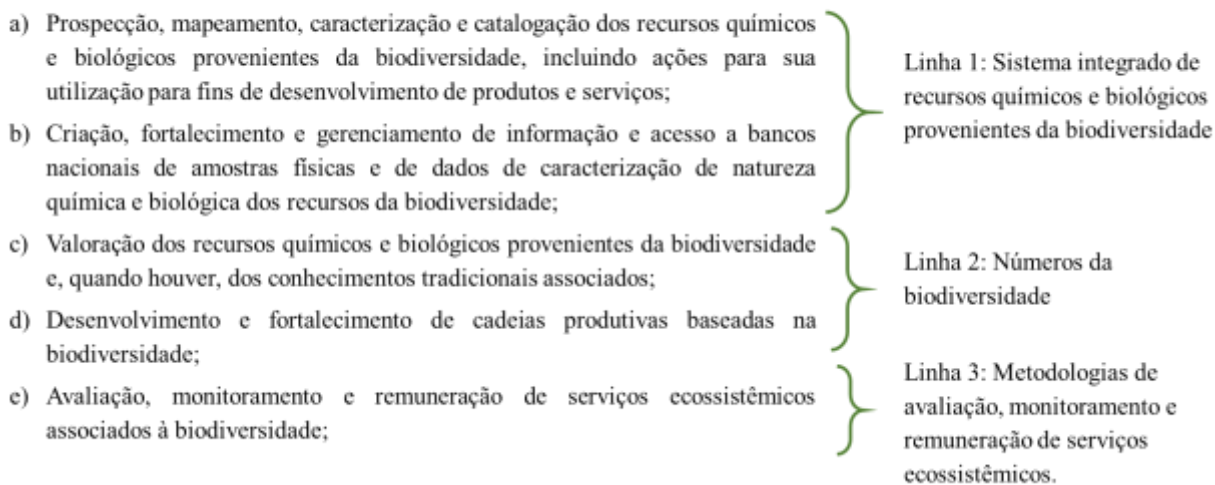 a) Prospecção, mapeamento, caracterização e catalogação dos recursos químicos
e biológicos provenientes da biodiversidade, incluindo ações para sua
utilização para fins de desenvolvimento de produtos e serviços;
b) Criação, fortalecimento e gerenciamento de informação e acesso a bancos
nacionais de amostras físicas e de dados de caracterização de natureza
química e biológica dos recursos da biodiversidade;
Linha 1: Sistema integrado de
recursos químicos e biológicos
provenientes da biodiversidade
c) Valoração dos recursos químicos e biológicos provenientes da biodiversidade
e, quando houver, dos conhecimentos tradicionais associados;
d) Desenvolvimento e fortalecimento de cadeias produtivas baseadas na
biodiversidade;
Linha 2: Números da
biodiversidade
e) Avaliação, monitoramento e remuneração de serviços ecossistêmicos
associados à biodiversidade;
Linha 3: Metodologias de
avaliação, monitoramento e
remuneração de serviços
ecossistêmicos.